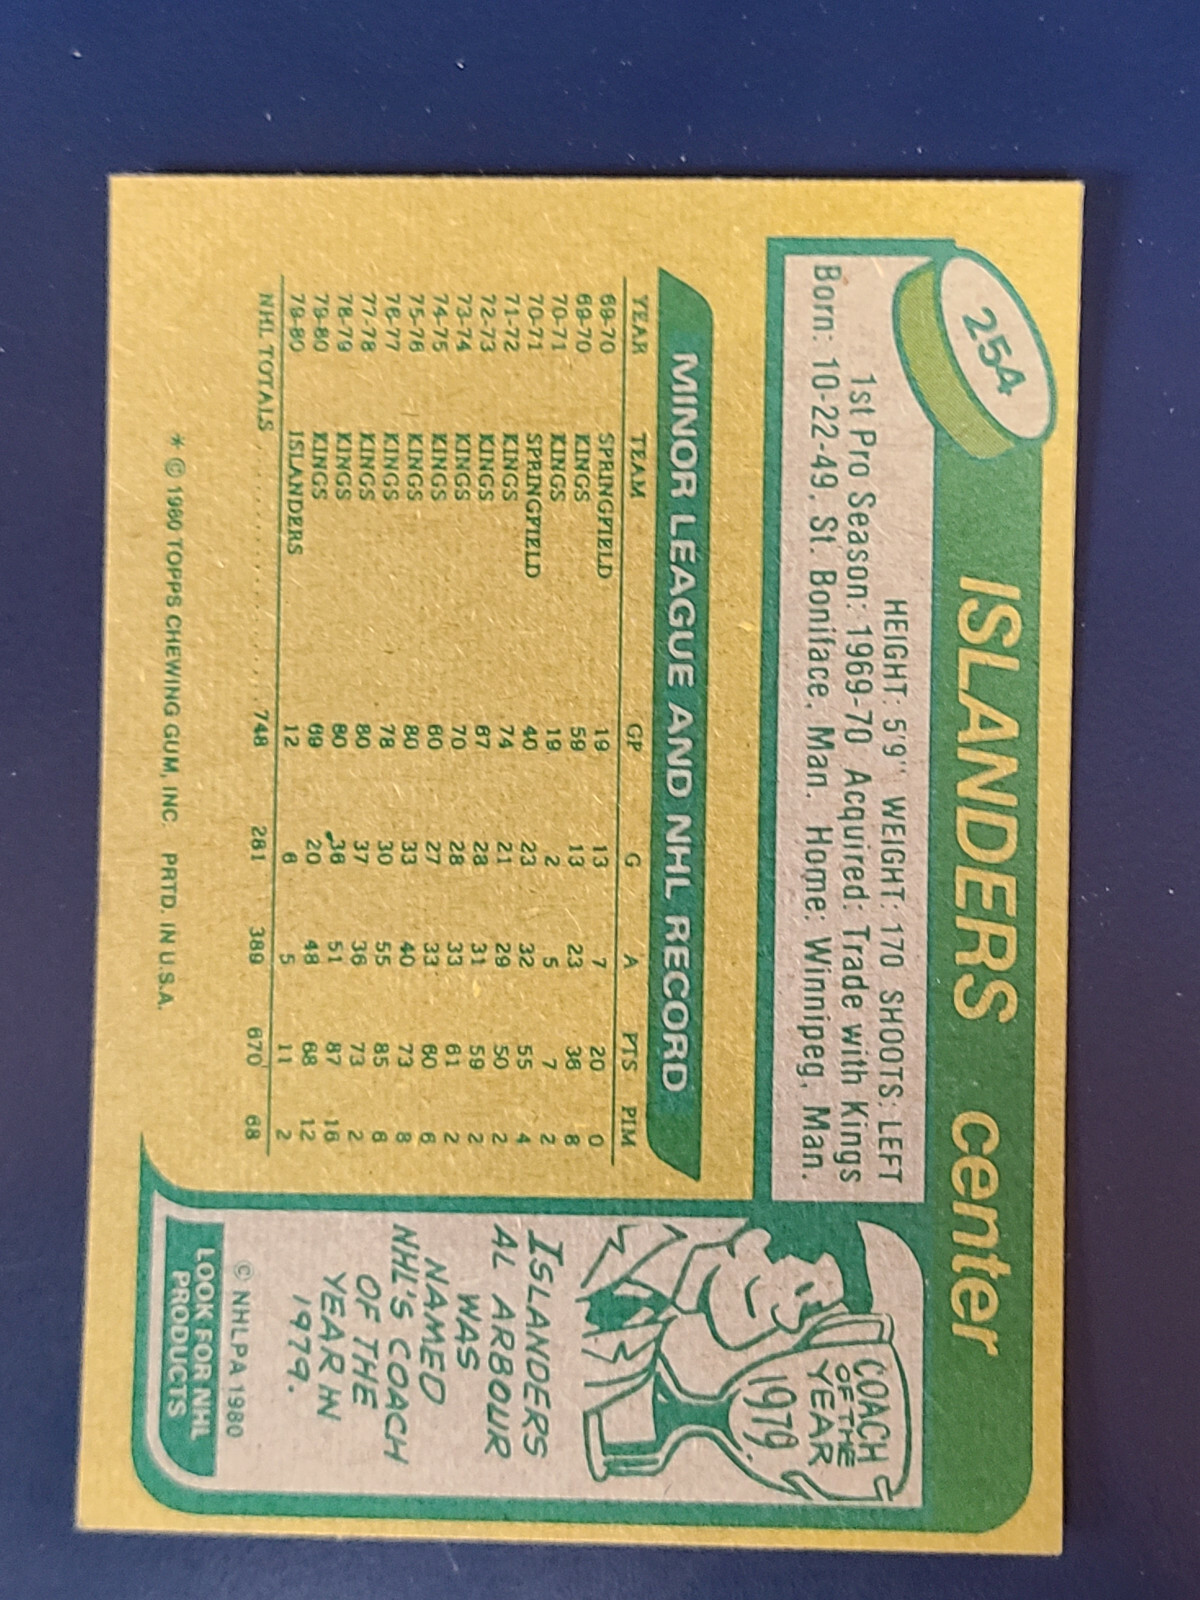 254
ISLANDERS center
HEIGHT: 5'9" WEIGHT: 170 SHOOTS: LEFT
1st Pro Season: 1969-70 Acquired: Trade with Kings
Born: 10-22-49, St. Boniface, Man. Home: Winnipeg, Man.
MINOR LEAGUE AND NHL RECORD
YEAR TEAM GP G A PTS PIM
69-70 SPRINGFIELD 19 13 7 20 0
69-70 KINGS 59 13 23 36 8
70-71 KINGS 19 2 5 7 2
70-71 SPRINGFIELD 40 23 32 55 4
71-72 KINGS 74 21 29 50 2
72-73 KINGS 67 28 31 59 2
73-74 KINGS 70 28 33 61 2
74-75 KINGS 60 27 33 60 6
75-76 KINGS 80 33 40 73 8
76-77 KINGS 78 30 55 85 6
77-78 KINGS 80 37 36 73 2
78-79 KINGS 80 36 51 87 16
79-80 KINGS 69 20 48 68 12
79-80 ISLANDERS 12 6 5 11 2
NHL TOTALS 748 281 389 670 68
* © 1980 TOPPS CHEWING GUM, INC. PRTD. IN U.S.A.
COACH
OF THE
YEAR
1979
ISLANDERS
AL ARBOUR
WAS
NAMED
NHL'S COACH
OF THE
YEAR IN
1979.
© NHLPA 1980
LOOK FOR NHL
PRODUCTS